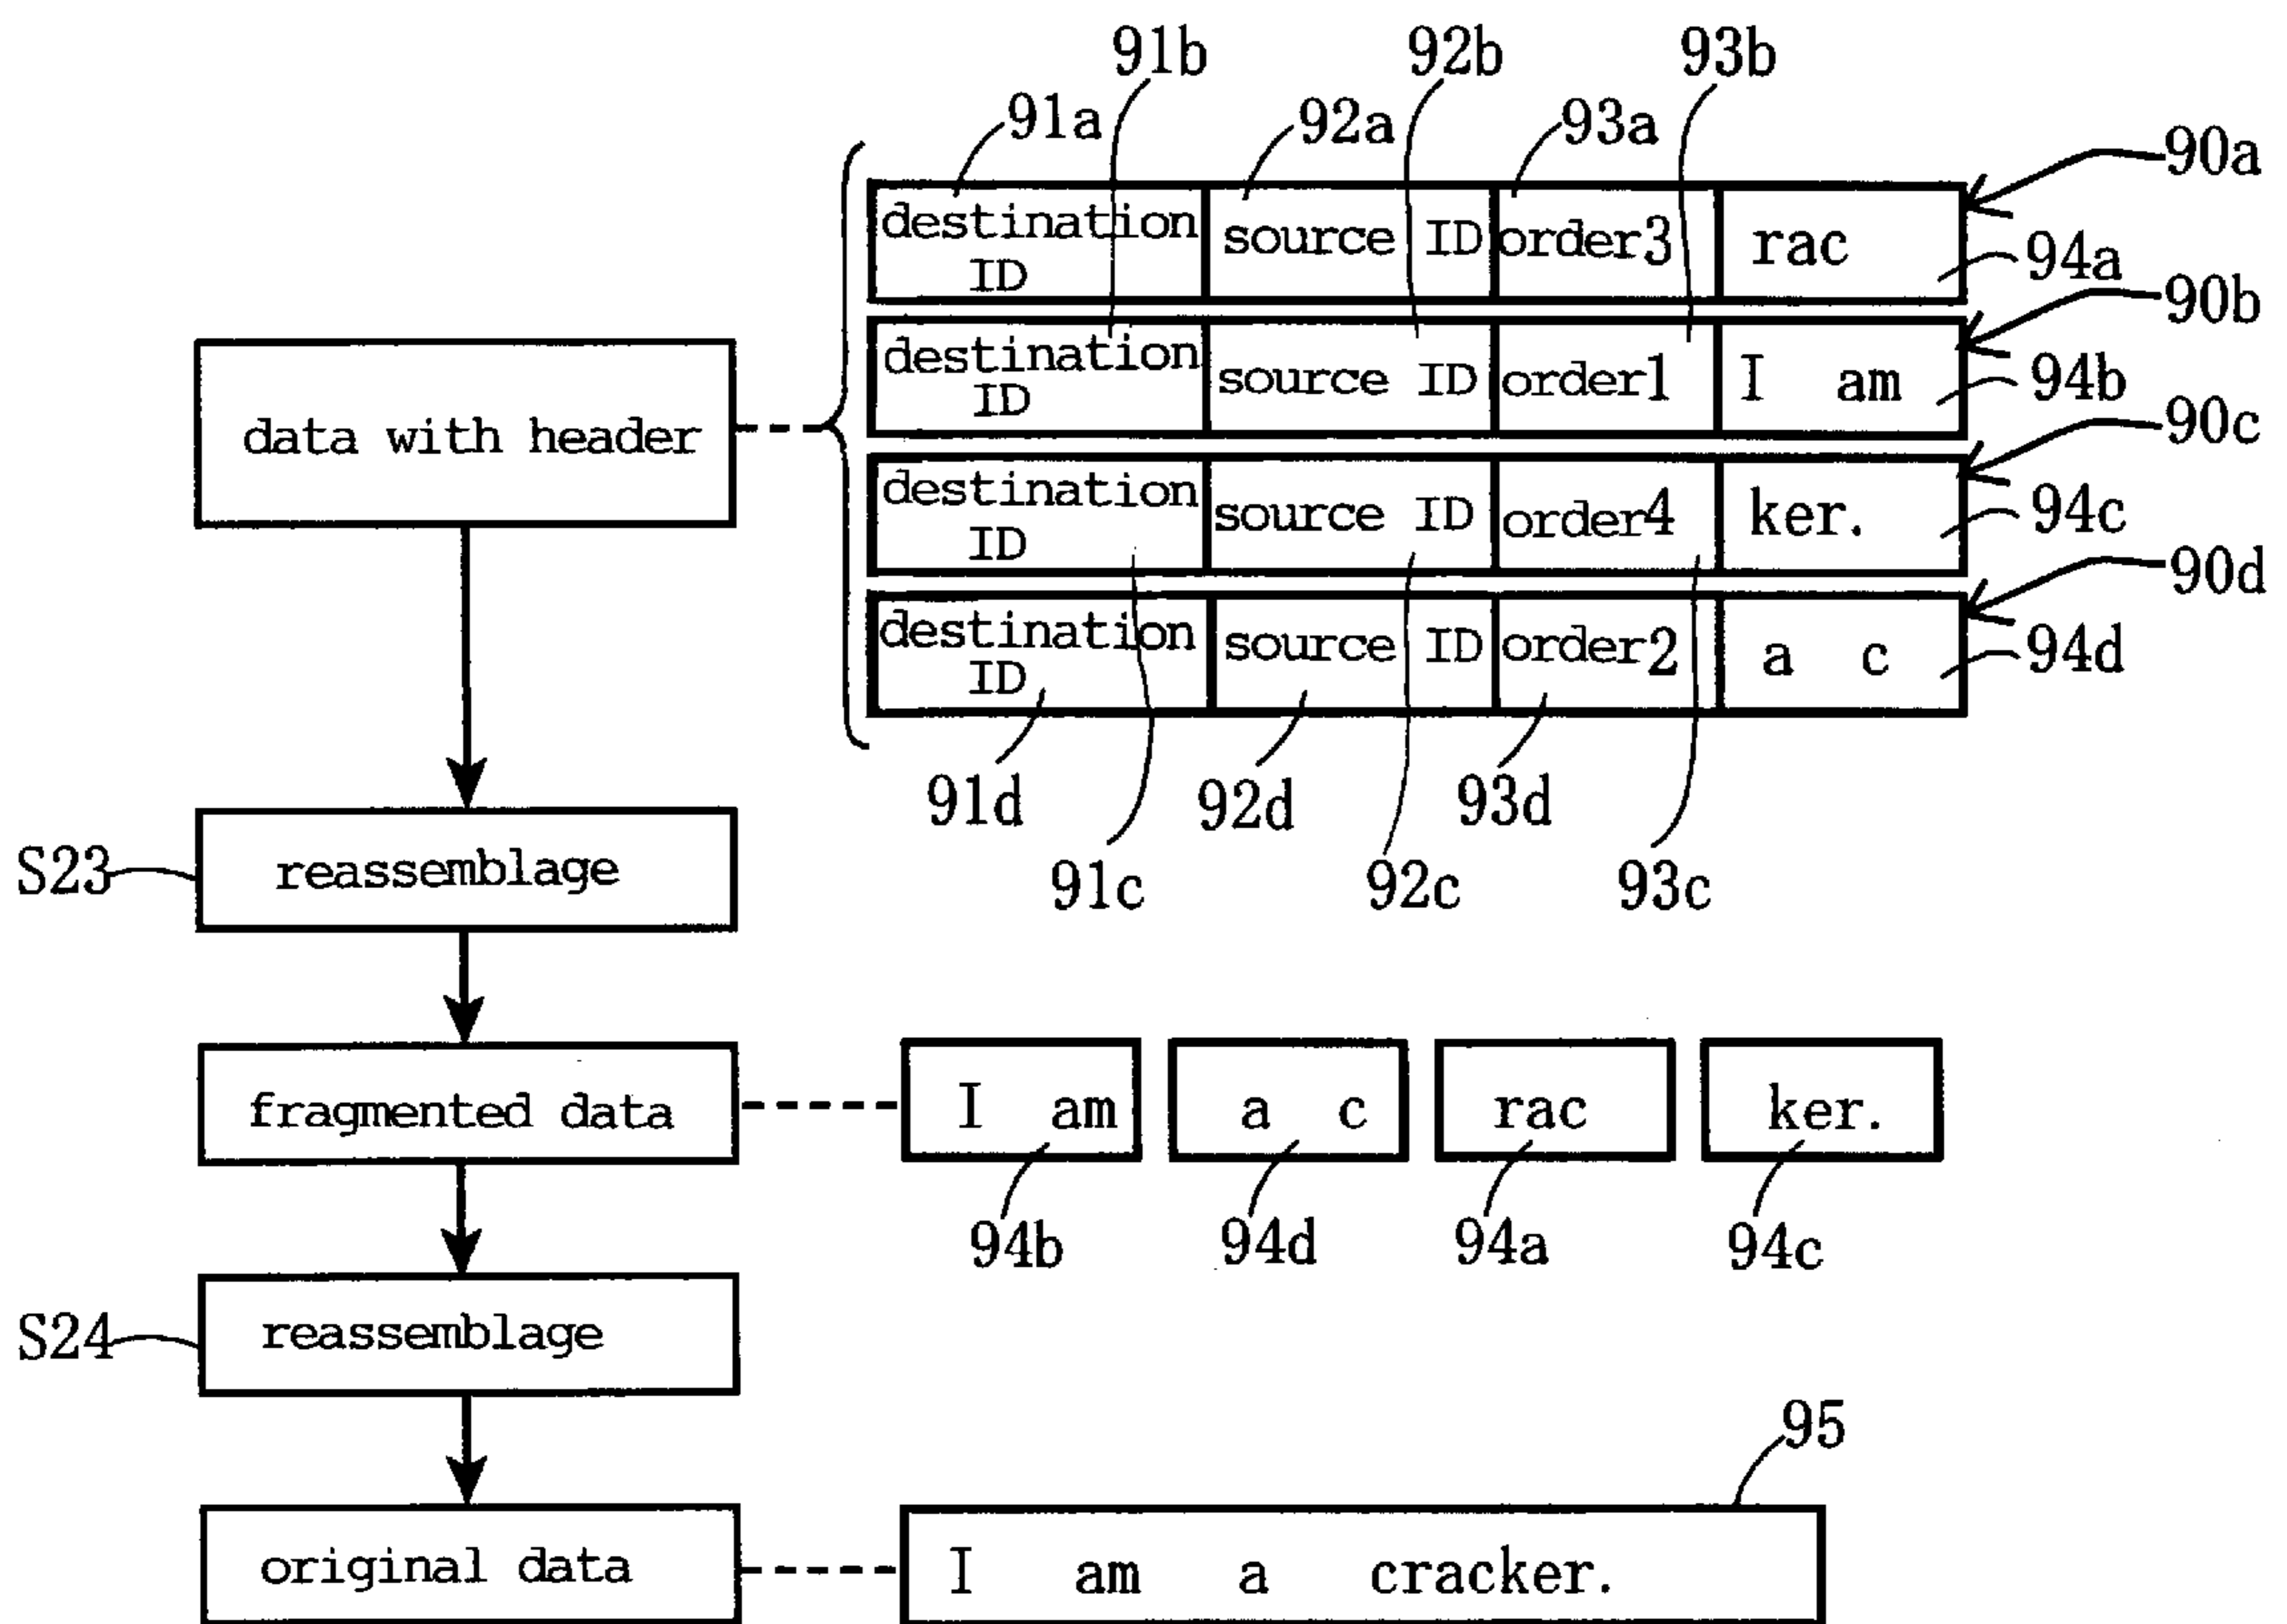 91b 92b 93b
91a 92a 93a
90a
destination ID source ID order3 rac
94a
90b
destination ID source ID order1 I am
94b
90c
data with header
destination ID source ID order4 ker.
94c
90d
destination ID source ID order2 a c
94d
91d 92d 93d
91c 92c 93c
S23 reassemblage
fragmented data I am a c rac ker.
94b 94d 94a 94c
S24 reassemblage
95
original data I am a cracker.